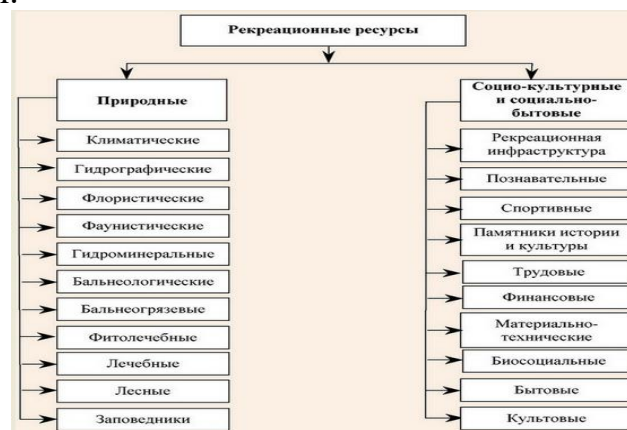 Рекреационные ресурсы
Природные
Климатические
Гидрографические
Флористические
Фаунистические
Гидроминеральные
Бальнеологические
Бальнеогрязевые
Фитолечебные
Лечебные
Лесные
Заповедники
Социо-культурные
и социально-
бытовые
Рекреационная
инфраструктура
Познавательные
Спортивные
Памятники истории
и культуры
Трудовые
Финансовые
Материально-
технические
Биосоциальные
Бытовые
Культовые